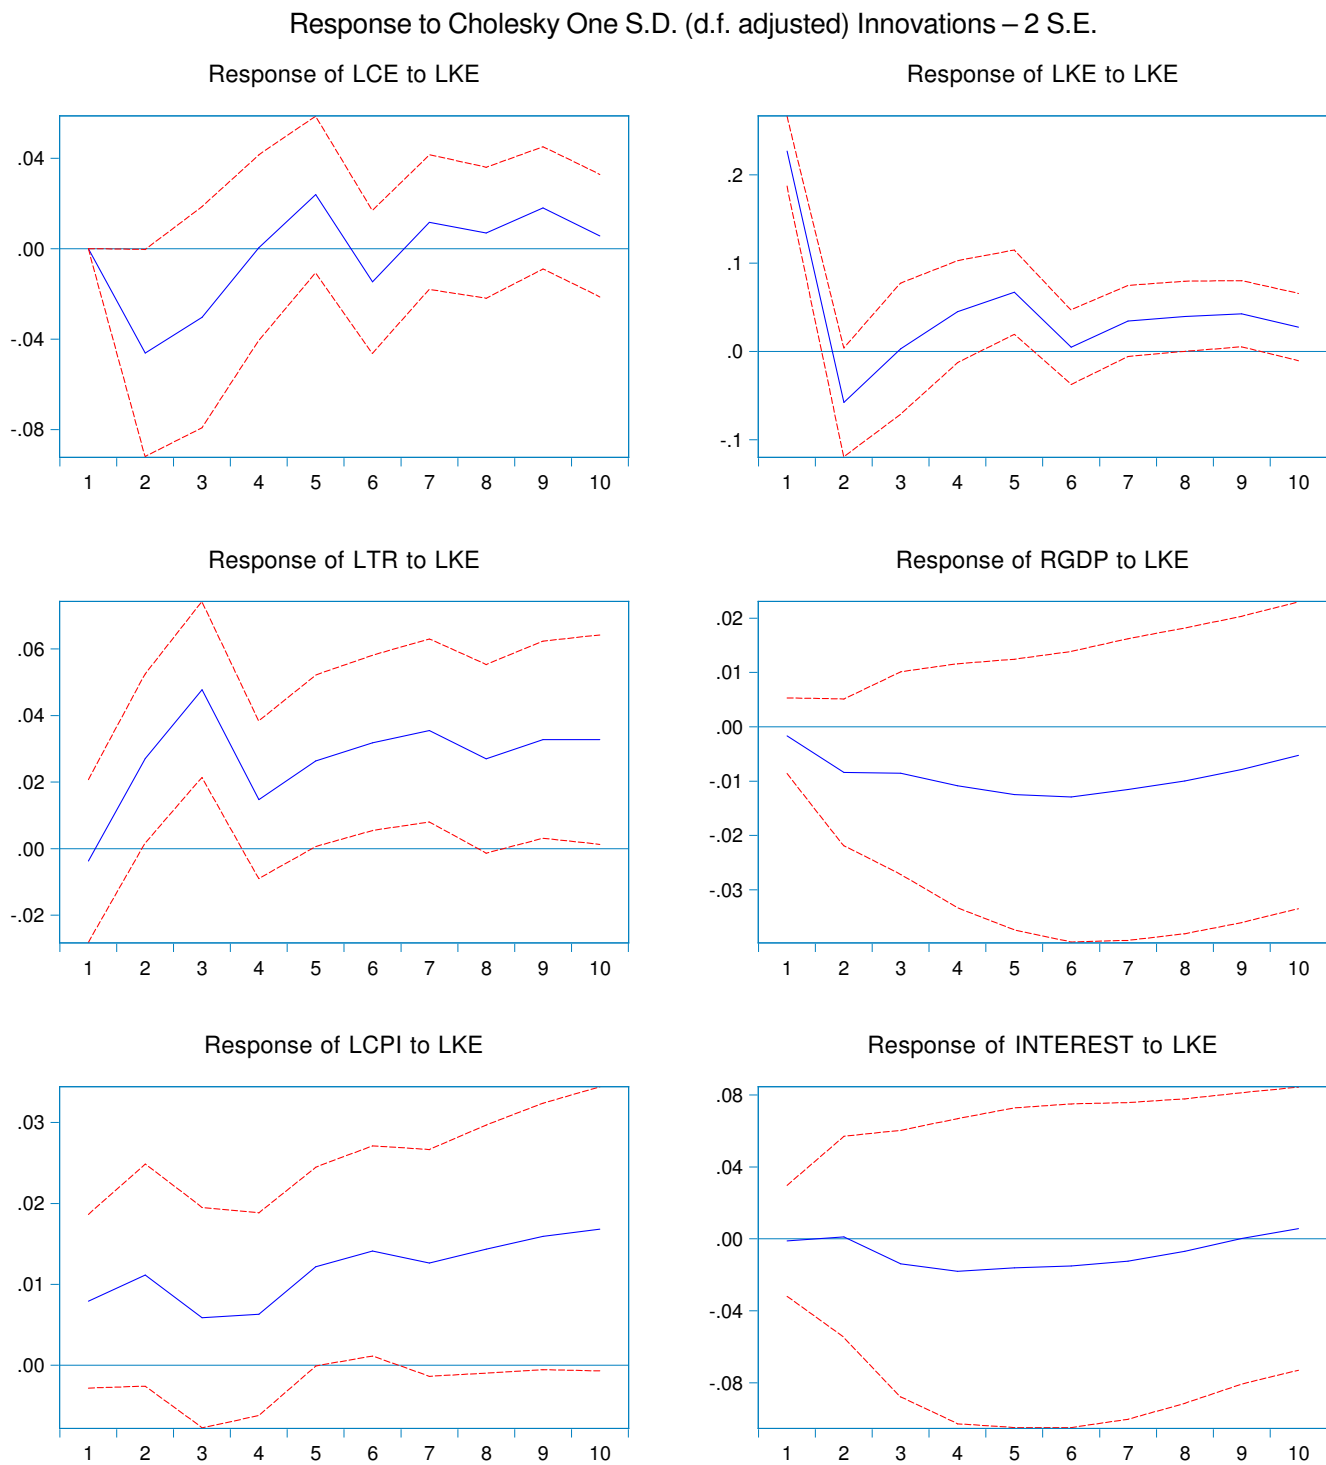 Response to Cholesky One S.D. (d.f. adjusted) Innovations – 2 S.E.
Response of LCE to LKE
.04
.00
-.04
-.08
1 2 3 4 5 6 7 8 9 10
Response of LKE to LKE
.2
.1
.0
-.1
1 2 3 4 5 6 7 8 9 10
Response of LTR to LKE
.06
.04
.02
.00
-.02
1 2 3 4 5 6 7 8 9 10
Response of RGDP to LKE
.02
.01
.00
-.01
-.02
-.03
1 2 3 4 5 6 7 8 9 10
Response of LCPI to LKE
.03
.02
.01
.00
1 2 3 4 5 6 7 8 9 10
Response of INTEREST to LKE
.08
.04
.00
-.04
-.08
1 2 3 4 5 6 7 8 9 10